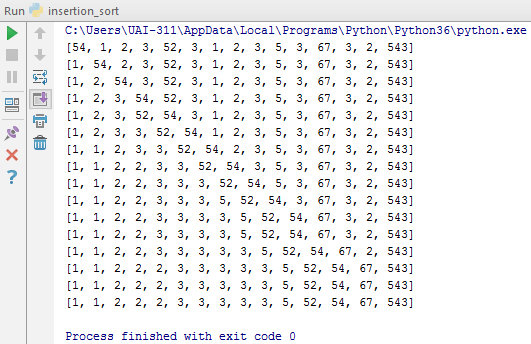 Run insertion_sort
C:\Users\UAI-311\AppData\Local\Programs\Python\Python36\python.exe
[54, 1, 2, 3, 52, 3, 1, 2, 3, 5, 3, 67, 3, 2, 543]
[1, 54, 2, 3, 52, 3, 1, 2, 3, 5, 3, 67, 3, 2, 543]
[1, 2, 54, 3, 52, 3, 1, 2, 3, 5, 3, 67, 3, 2, 543]
[1, 2, 3, 54, 52, 3, 1, 2, 3, 5, 3, 67, 3, 2, 543]
[1, 2, 3, 52, 54, 3, 1, 2, 3, 5, 3, 67, 3, 2, 543]
[1, 2, 3, 3, 52, 54, 1, 2, 3, 5, 3, 67, 3, 2, 543]
[1, 1, 2, 3, 3, 52, 54, 2, 3, 5, 3, 67, 3, 2, 543]
[1, 1, 2, 2, 3, 3, 52, 54, 3, 5, 3, 67, 3, 2, 543]
[1, 1, 2, 2, 3, 3, 3, 52, 54, 5, 3, 67, 3, 2, 543]
[1, 1, 2, 2, 3, 3, 3, 5, 52, 54, 3, 67, 3, 2, 543]
[1, 1, 2, 2, 3, 3, 3, 3, 5, 52, 54, 67, 3, 2, 543]
[1, 1, 2, 2, 3, 3, 3, 3, 5, 52, 54, 67, 3, 2, 543]
[1, 1, 2, 2, 3, 3, 3, 3, 3, 5, 52, 54, 67, 2, 543]
[1, 1, 2, 2, 2, 3, 3, 3, 3, 3, 5, 52, 54, 67, 543]
[1, 1, 2, 2, 2, 3, 3, 3, 3, 3, 5, 52, 54, 67, 543]
[1, 1, 2, 2, 2, 3, 3, 3, 3, 3, 5, 52, 54, 67, 543]
Process finished with exit code 0